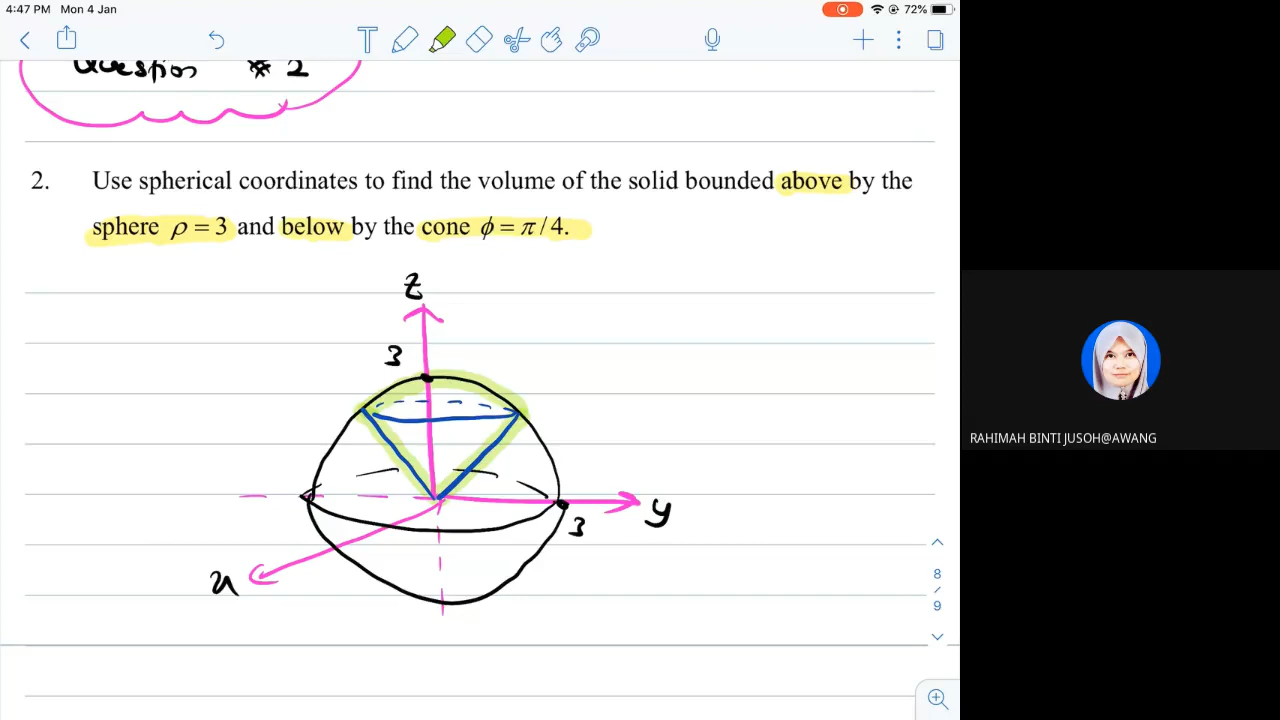 4:47 PM Mon 4 Jan
72%
Question # 2
2. Use spherical coordinates to find the volume of the solid bounded above by the
sphere ρ = 3 and below by the cone ϕ = π / 4.
z
3
y
3
x
8
/
9
RAHIMAH BINTI JUSOH@AWANG